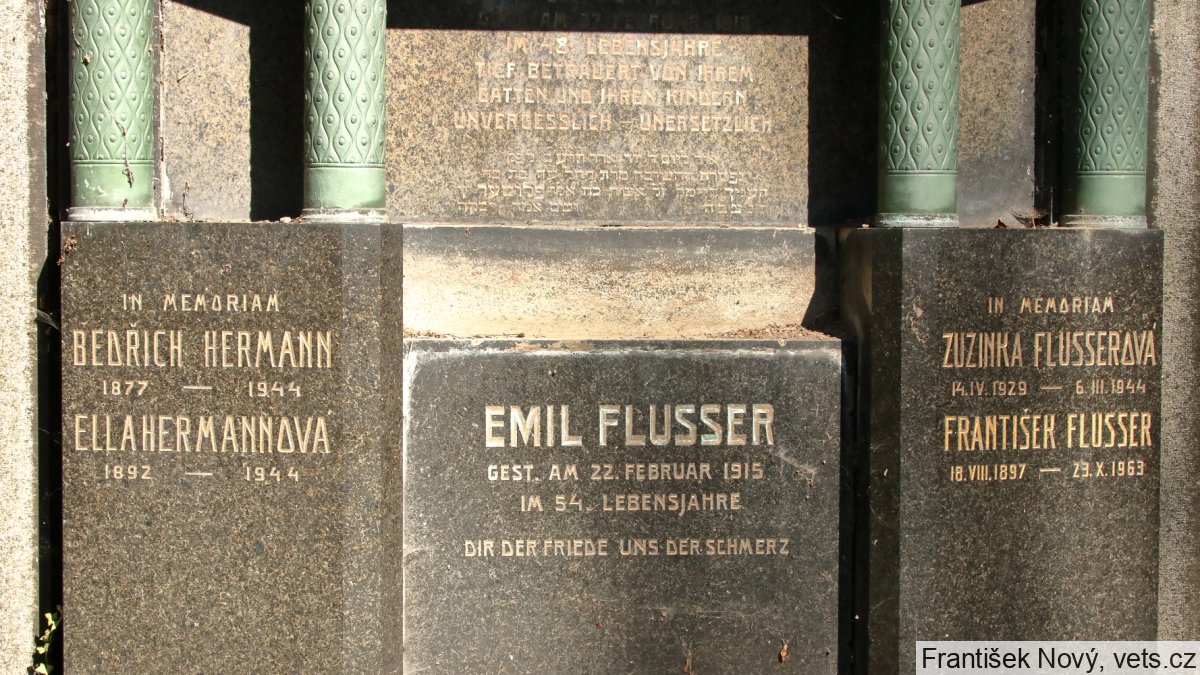 IM 48. LEBENSJAHRE
TIEF BETRAUERT VON IHREM
GATTEN UND IHREN KINDERN
UNVERGESSLICH – UNERSETZLICH
IN MEMORIAM
BEDŘICH HERMANN
1877 — 1944
ELLA HERMANNOVÁ
1892 — 1944
EMIL FLUSSER
GEST. AM 22. FEBRUAR 1915
IM 54. LEBENSJAHRE
DIR DER FRIEDE UNS DER SCHMERZ
IN MEMORIAM
ZUZINKA FLUSSEROVÁ
14.IV.1929 — 6.III.1944
FRANTIŠEK FLUSSER
18.VIII.1897 — 23.X.1963
František Nový, vets.cz